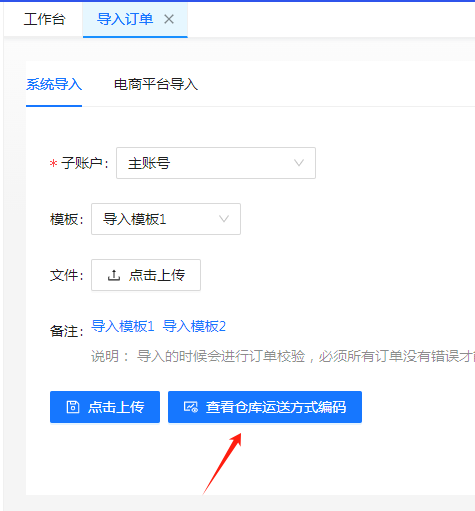 工作台 导入订单
系统导入 电商平台导入
* 子账户： 主账号
模板： 导入模板1
文件： 点击上传
备注： 导入模板1 导入模板2
说明： 导入的时候会进行订单校验，必须所有订单没有错误才
点击上传 查看仓库运送方式编码